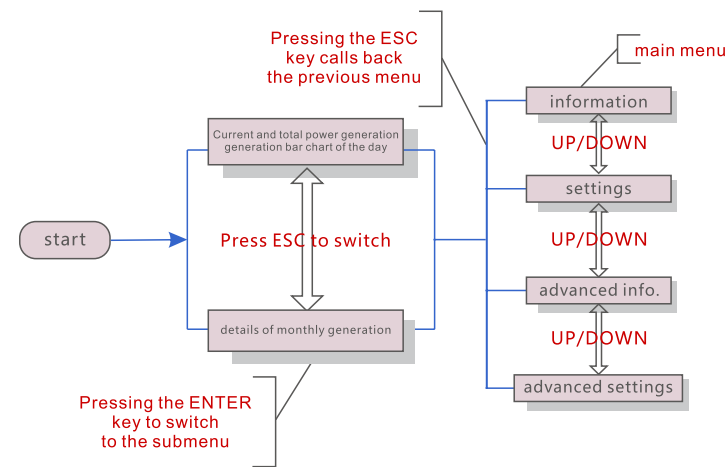 Pressing the ESC
key calls back
the previous menu
main menu
information
UP/DOWN
settings
UP/DOWN
advanced info.
UP/DOWN
advanced settings
Current and total power generation
generation bar chart of the day
start
Press ESC to switch
details of monthly generation
Pressing the ENTER
key to switch
to the submenu